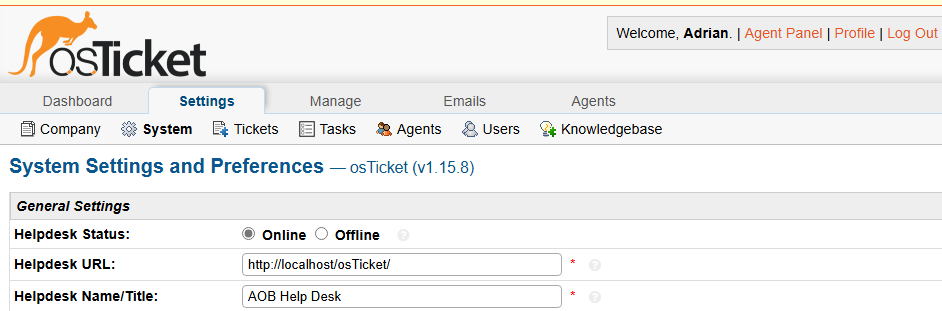 Welcome, Adrian. | Agent Panel | Profile | Log Out
osTicket
Dashboard Settings Manage Emails Agents
Company System Tickets Tasks Agents Users Knowledgebase
System Settings and Preferences — osTicket (v1.15.8)
General Settings
Helpdesk Status: Online Offline ?
Helpdesk URL: http://localhost/osTicket/ * ?
Helpdesk Name/Title: AOB Help Desk * ?